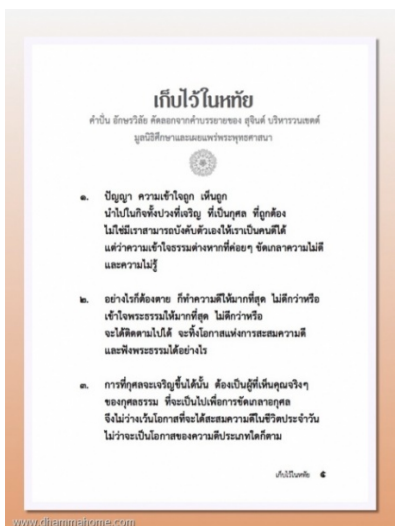 เก็บไว้ในหทัย
คำปั่น อักษรวิลัย คัดลอกจากคำบรรยายของ สุจินต์ บริหารวนเขตต์
มูลนิธิศึกษาและเผยแพร่พระพุทธศาสนา
๑. ปัญญา ความเข้าใจถูก เห็นถูก
นำไปในกิจทั้งปวงที่เจริญ ที่เป็นกุศล ที่ถูกต้อง
ไม่ใช่มีเราสามารถบังคับตัวเองให้เราเป็นคนดีได้
แต่ว่าความเข้าใจธรรมต่างหากที่ค่อยๆ ขัดเกลาความไม่ดี
และความไม่รู้
๒. อย่างไรก็ต้องตาย ก็ทำความดีให้มากที่สุด ไม่ดีกว่าหรือ
เข้าใจพระธรรมให้มากที่สุด ไม่ดีกว่าหรือ
จะได้ติดตามไปได้ จะทิ้งโอกาสแห่งการสะสมความดี
และฟังพระธรรมได้อย่างไร
๓. การที่กุศลจะเจริญขึ้นได้นั้น ต้องเป็นผู้ที่เห็นคุณจริงๆ
ของกุศลธรรม ที่จะเป็นไปเพื่อการขัดเกลาอกุศล
จึงไม่ว่างเว้นโอกาสที่จะได้สะสมความดีในชีวิตประจำวัน
ไม่ว่าจะเป็นโอกาสของความดีประเภทใดก็ตาม
เก็บไว้ในหทัย
www.dhammahome.com